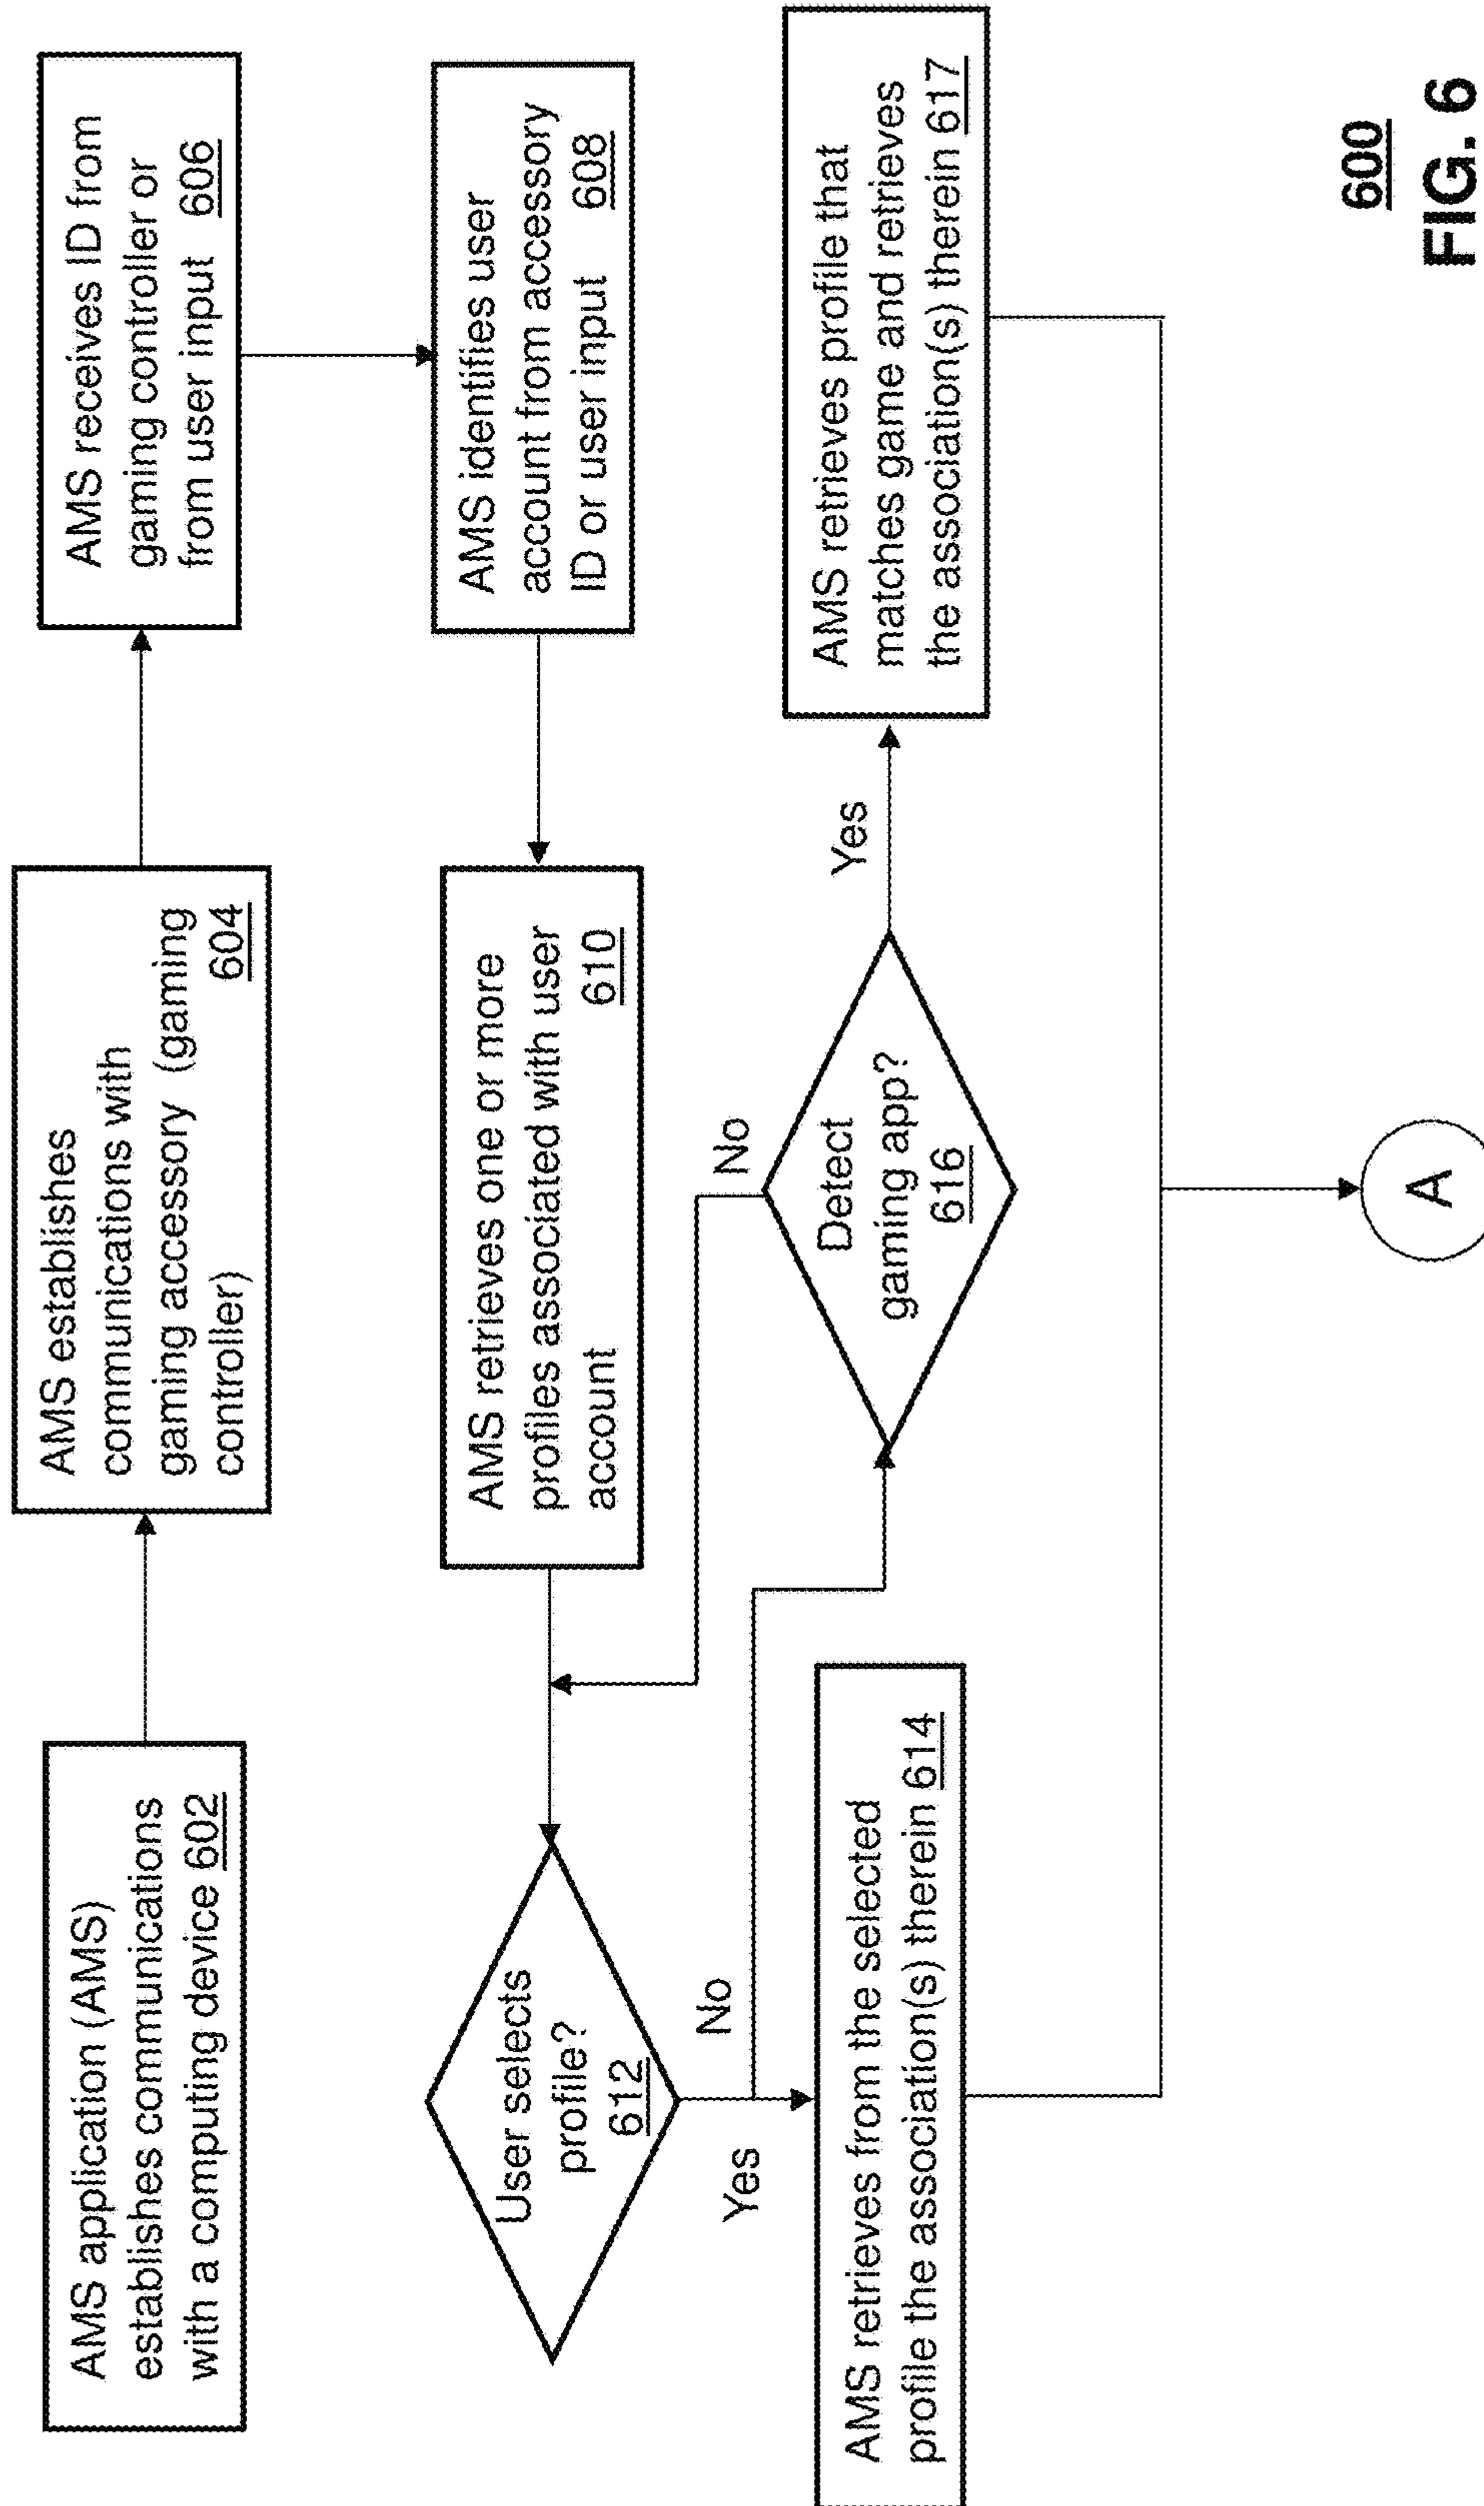 AMS application (AMS)
establishes communications
with a computing device 602
AMS establishes
communications with
gaming accessory (gaming
controller) 604
AMS receives ID from
gaming controller or
from user input 606
AMS identifies user
account from accessory
ID or user input 608
AMS retrieves one or more
profiles associated with user
account 610
User selects
profile?
612
No
Yes
AMS retrieves from the selected
profile the association(s) therein 614
Detect
gaming app?
616
No
Yes
AMS retrieves profile that
matches game and retrieves
the association(s) therein 617
A
600
FIG. 6